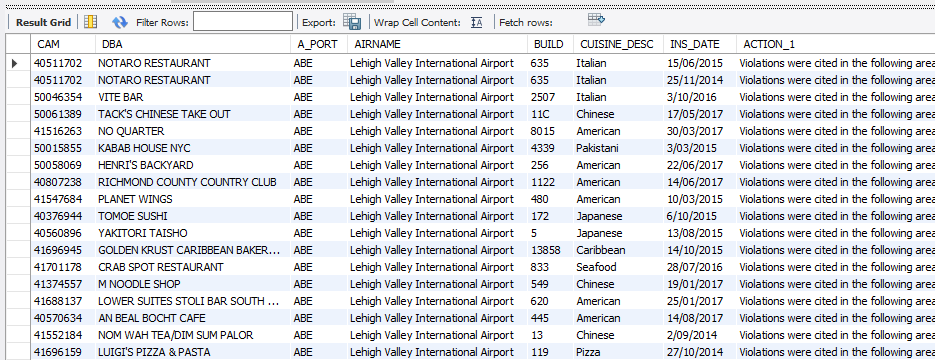 Result Grid Filter Rows: Export: Wrap Cell Content: Fetch rows:
CAM DBA A_PORT AIRNAME BUILD CUISINE_DESC INS_DATE ACTION_1
40511702 NOTARO RESTAURANT ABE Lehigh Valley International Airport 635 Italian 15/06/2015 Violations were cited in the following area
40511702 NOTARO RESTAURANT ABE Lehigh Valley International Airport 635 Italian 25/11/2014 Violations were cited in the following area
50046354 VITE BAR ABE Lehigh Valley International Airport 2507 Italian 3/10/2016 Violations were cited in the following area
50061389 TACK'S CHINESE TAKE OUT ABE Lehigh Valley International Airport 11C Chinese 17/05/2017 Violations were cited in the following area
41516263 NO QUARTER ABE Lehigh Valley International Airport 8015 American 30/03/2017 Violations were cited in the following area
50015855 KABAB HOUSE NYC ABE Lehigh Valley International Airport 4339 Pakistani 3/03/2015 Violations were cited in the following area
50058069 HENRI'S BACKYARD ABE Lehigh Valley International Airport 256 American 22/06/2017 Violations were cited in the following area
40807238 RICHMOND COUNTY COUNTRY CLUB ABE Lehigh Valley International Airport 1122 American 14/06/2017 Violations were cited in the following area
41547684 PLANET WINGS ABE Lehigh Valley International Airport 480 American 10/03/2015 Violations were cited in the following area
40376944 TOMOE SUSHI ABE Lehigh Valley International Airport 172 Japanese 6/10/2015 Violations were cited in the following area
40560896 YAKITORI TAISHO ABE Lehigh Valley International Airport 5 Japanese 13/08/2015 Violations were cited in the following area
41696945 GOLDEN KRUST CARIBBEAN BAKER... ABE Lehigh Valley International Airport 13858 Caribbean 14/10/2015 Violations were cited in the following area
41701178 CRAB SPOT RESTAURANT ABE Lehigh Valley International Airport 833 Seafood 28/07/2016 Violations were cited in the following area
41374557 M NOODLE SHOP ABE Lehigh Valley International Airport 549 Chinese 19/01/2017 Violations were cited in the following area
41688137 LOWER SUITES STOLI BAR SOUTH ... ABE Lehigh Valley International Airport 620 American 25/01/2017 Violations were cited in the following area
40570634 AN BEAL BOCHT CAFE ABE Lehigh Valley International Airport 445 American 14/08/2017 Violations were cited in the following area
41552184 NOM WAH TEA/DIM SUM PALOR ABE Lehigh Valley International Airport 13 Chinese 2/09/2014 Violations were cited in the following area
41696159 LUIGI'S PIZZA & PASTA ABE Lehigh Valley International Airport 119 Pizza 27/10/2014 Violations were cited in the following area